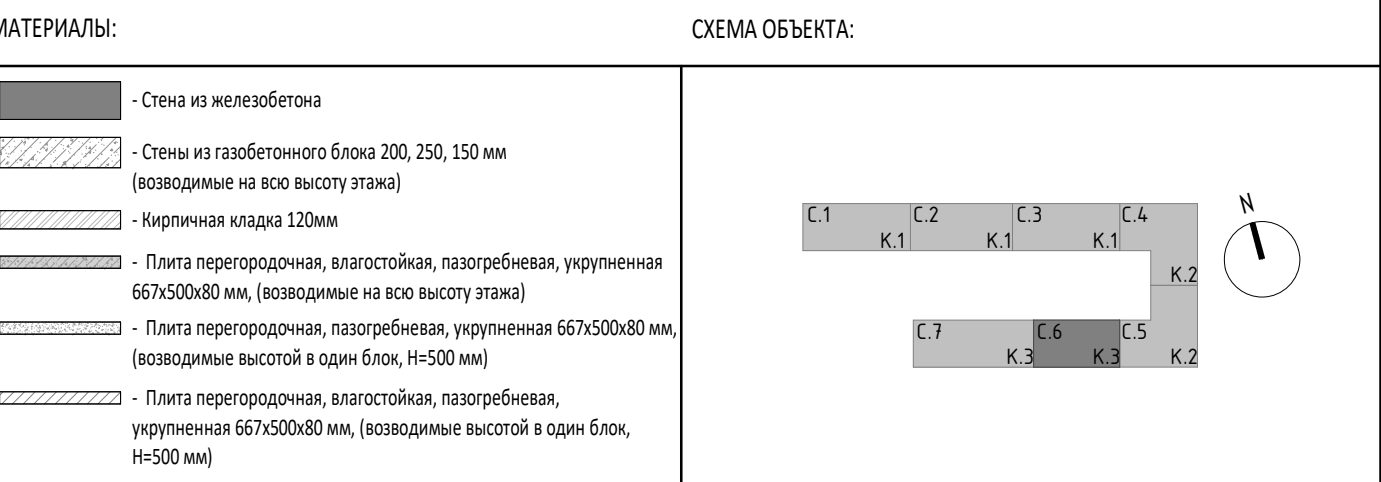 МАТЕРИАЛЫ:
СХЕМА ОБЪЕКТА:
- Стена из железобетона
- Стены из газобетонного блока 200, 250, 150 мм
(возводимые на всю высоту этажа)
- Кирпичная кладка 120мм
- Плита перегородочная, влагостойкая, пазогребневая, укрупненная
667х500х80 мм, (возводимые на всю высоту этажа)
- Плита перегородочная, пазогребневая, укрупненная 667х500х80 мм,
(возводимые высотой в один блок, Н=500 мм)
- Плита перегородочная, влагостойкая, пазогребневая,
укрупненная 667х500х80 мм, (возводимые высотой в один блок,
Н=500 мм)
N
С.1 С.2 С.3 С.4
К.1 К.1 К.1
К.2
С.7 С.6 С.5
К.3 К.3 К.2